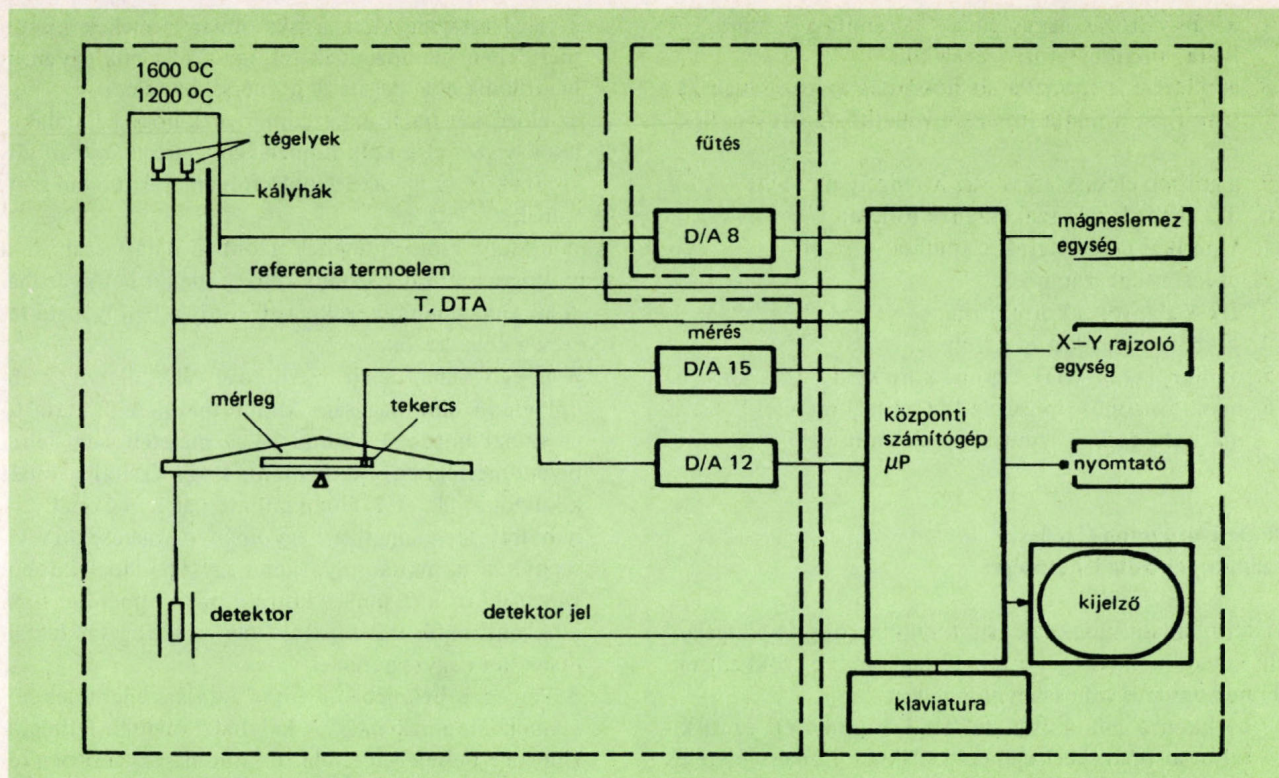 1600 °C
1200 °C
tégelyek
kályhák
fűtés
D/A 8
mágneslemez
egység
referencia termoelem
T, DTA
mérés
X–Y rajzoló
egység
D/A 15
mérleg
tekercs
központi
számítógép
μP
D/A 12
nyomtató
detektor
detektor jel
kijelző
klaviatura